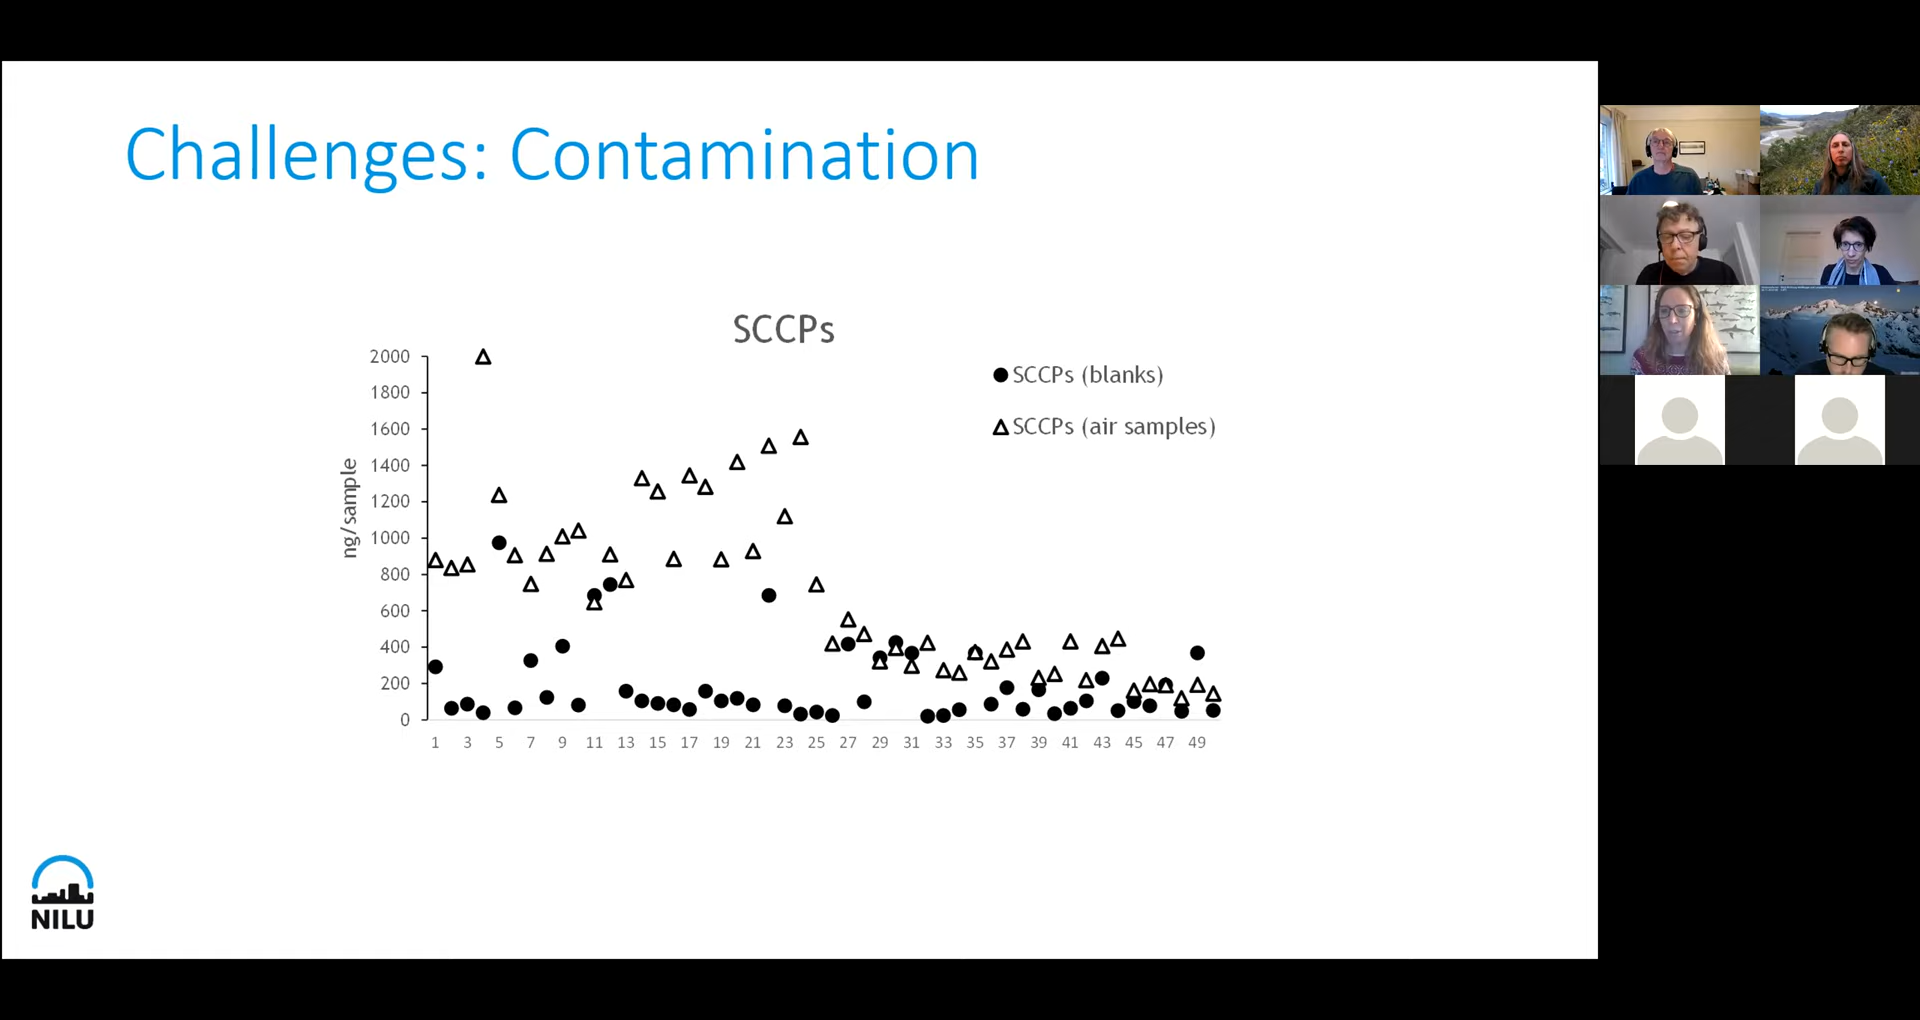 Challenges: Contamination
SCCPs
SCCPs (blanks)
SCCPs (air samples)
ng/sample
2000
1800
1600
1400
1200
1000
800
600
400
200
0
1 3 5 7 9 11 13 15 17 19 21 23 25 27 29 31 33 35 37 39 41 43 45 47 49
NILU